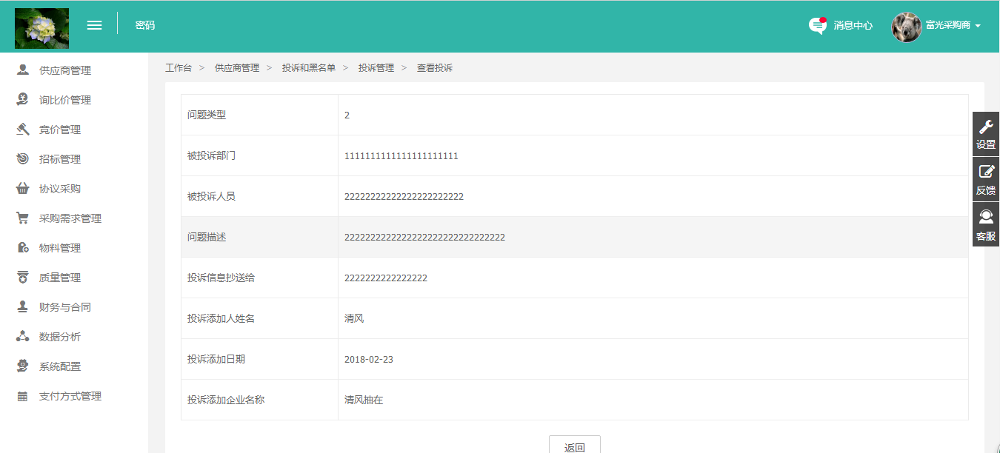 密码
消息中心
富光采购商
供应商管理
询比价管理
竞价管理
招标管理
协议采购
采购需求管理
物料管理
质量管理
财务与合同
数据分析
系统配置
支付方式管理
工作台 > 供应商管理 > 投诉和黑名单 > 投诉管理 > 查看投诉
问题类型 2
被投诉部门 1111111111111111111111
被投诉人员 22222222222222222222222
问题描述 2222222222222222222222222222222
投诉信息抄送给 2222222222222222
投诉添加人姓名 清风
投诉添加日期 2018-02-23
投诉添加企业名称 清风抽在
返回
设置
反馈
客服